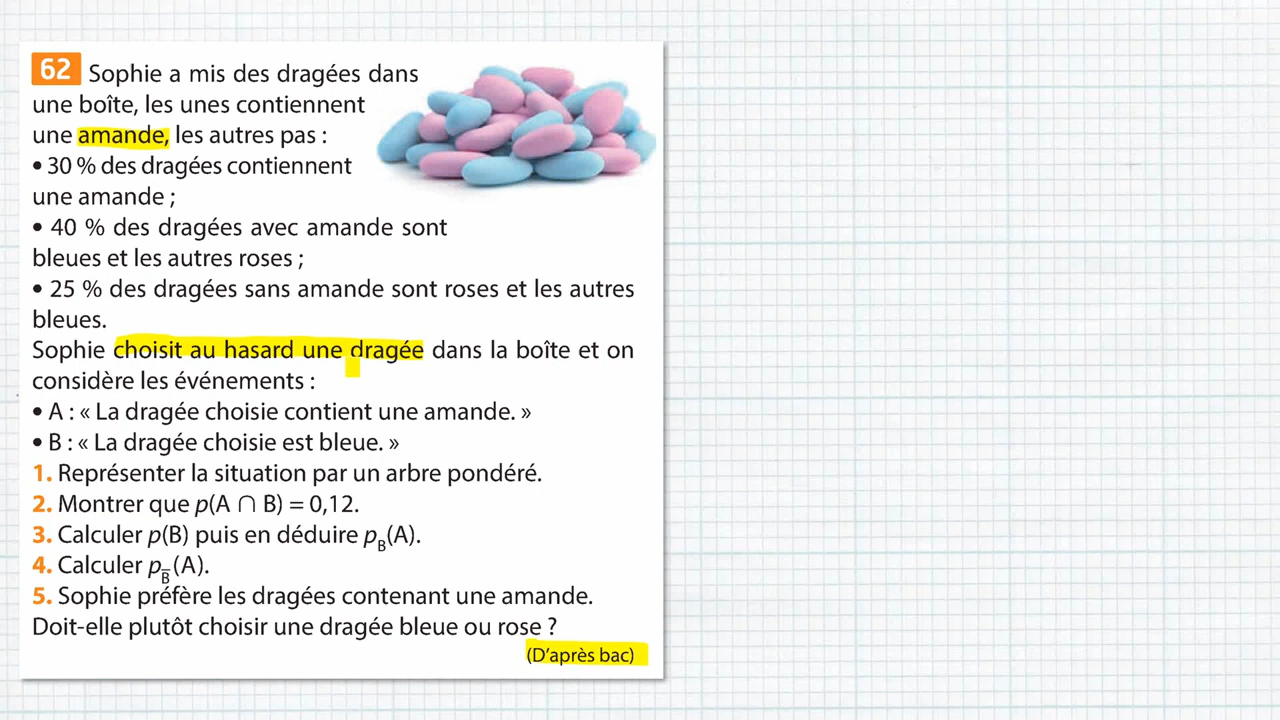 62 Sophie a mis des dragées dans
une boîte, les unes contiennent
une amande, les autres pas :
• 30 % des dragées contiennent
une amande ;
• 40 % des dragées avec amande sont
bleues et les autres roses ;
• 25 % des dragées sans amande sont roses et les autres
bleues.
Sophie choisit au hasard une dragée dans la boîte et on
considère les événements :
• A : « La dragée choisie contient une amande. »
• B : « La dragée choisie est bleue. »
1. Représenter la situation par un arbre pondéré.
2. Montrer que p(A ∩ B) = 0,12.
3. Calculer p(B) puis en déduire p_B(A).
4. Calculer p_B̅(A).
5. Sophie préfère les dragées contenant une amande.
Doit-elle plutôt choisir une dragée bleue ou rose ?
(D'après bac)